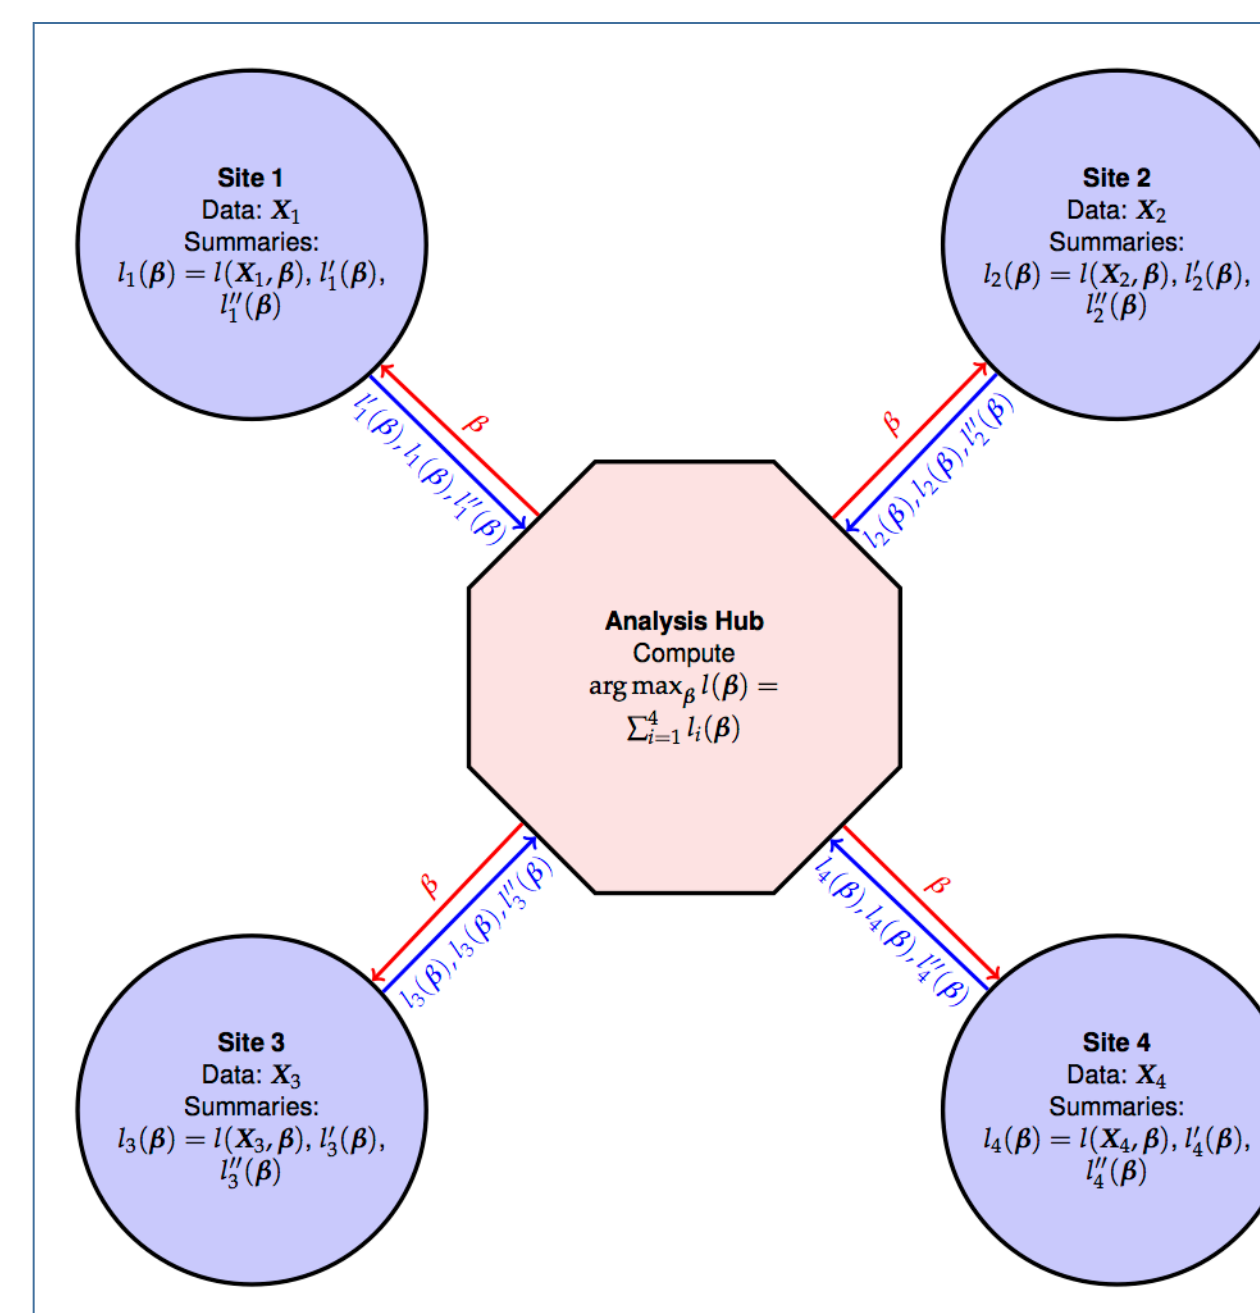 Site 1
Data: X₁
Summaries:
l₁(β) = l(X₁, β), l′₁(β),
l″₁(β)
Site 2
Data: X₂
Summaries:
l₂(β) = l(X₂, β), l′₂(β),
l″₂(β)
β
l′₁(β), l₁(β), l″₁(β)
β
l₂(β), l₂(β), l″₂(β)
Analysis Hub
Compute
arg max_β l(β) =
∑⁴ᵢ₌₁ lᵢ(β)
β
l₃(β), l₃(β), l″₃(β)
β
l₄(β), l₄(β), l″₄(β)
Site 3
Data: X₃
Summaries:
l₃(β) = l(X₃, β), l′₃(β),
l″₃(β)
Site 4
Data: X₄
Summaries:
l₄(β) = l(X₄, β), l′₄(β),
l″₄(β)